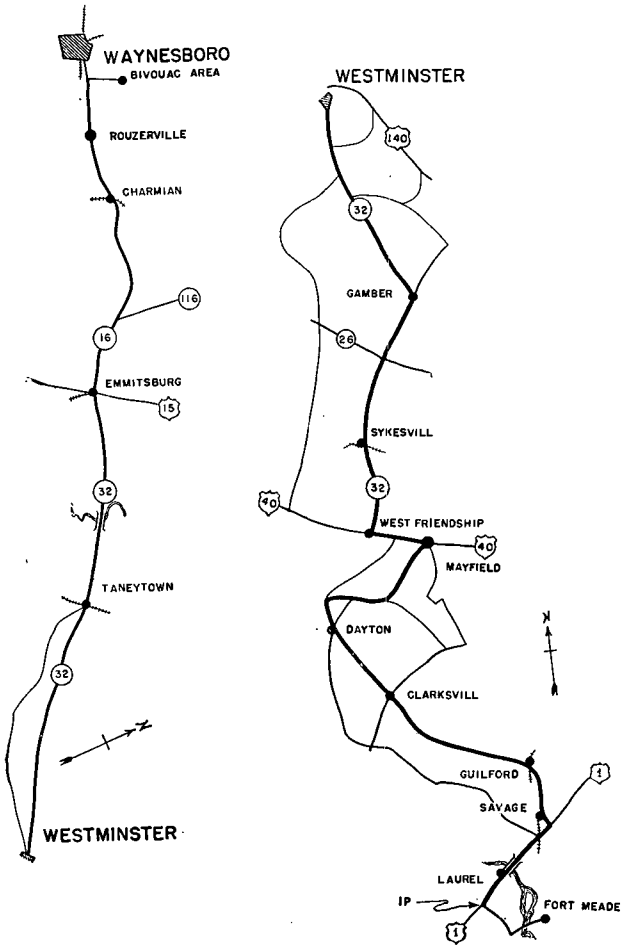 WAYNESBORO
BIVOUAC AREA
ROUZERVILLE
CHARMIAN
116
16
EMMITSBURG
15
32
TANEYTOWN
32
N
WESTMINSTER
WESTMINSTER
140
32
GAMBER
26
SYKESVILL
32
40
WEST FRIENDSHIP
40
MAYFIELD
DAYTON
N
CLARKSVILL
GUILFORD
1
SAVAGE
LAUREL
IP
FORT MEADE
1